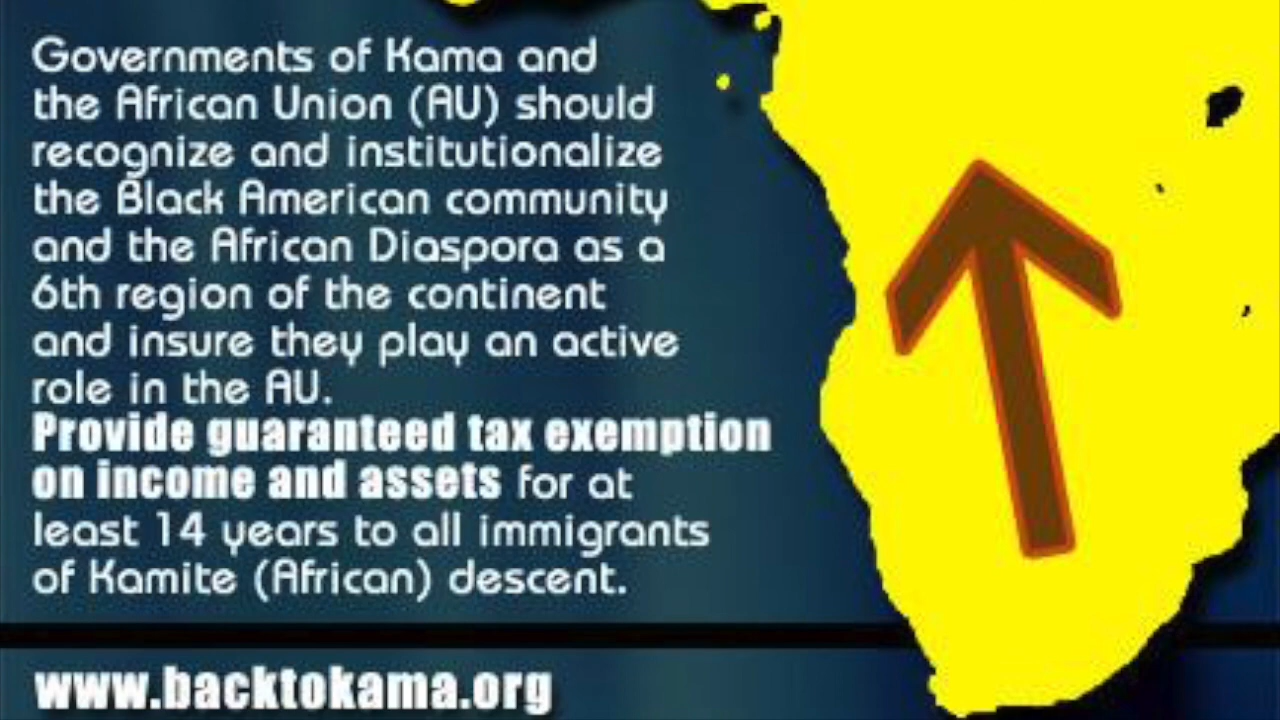 Governments of Kama and
the African Union (AU) should
recognize and institutionalize
the Black American community
and the African Diaspora as a
6th region of the continent
and insure they play an active
role in the AU.
Provide guaranteed tax exemption
on income and assets for at
least 14 years to all immigrants
of Kamite (African) descent.
www.backtokama.org